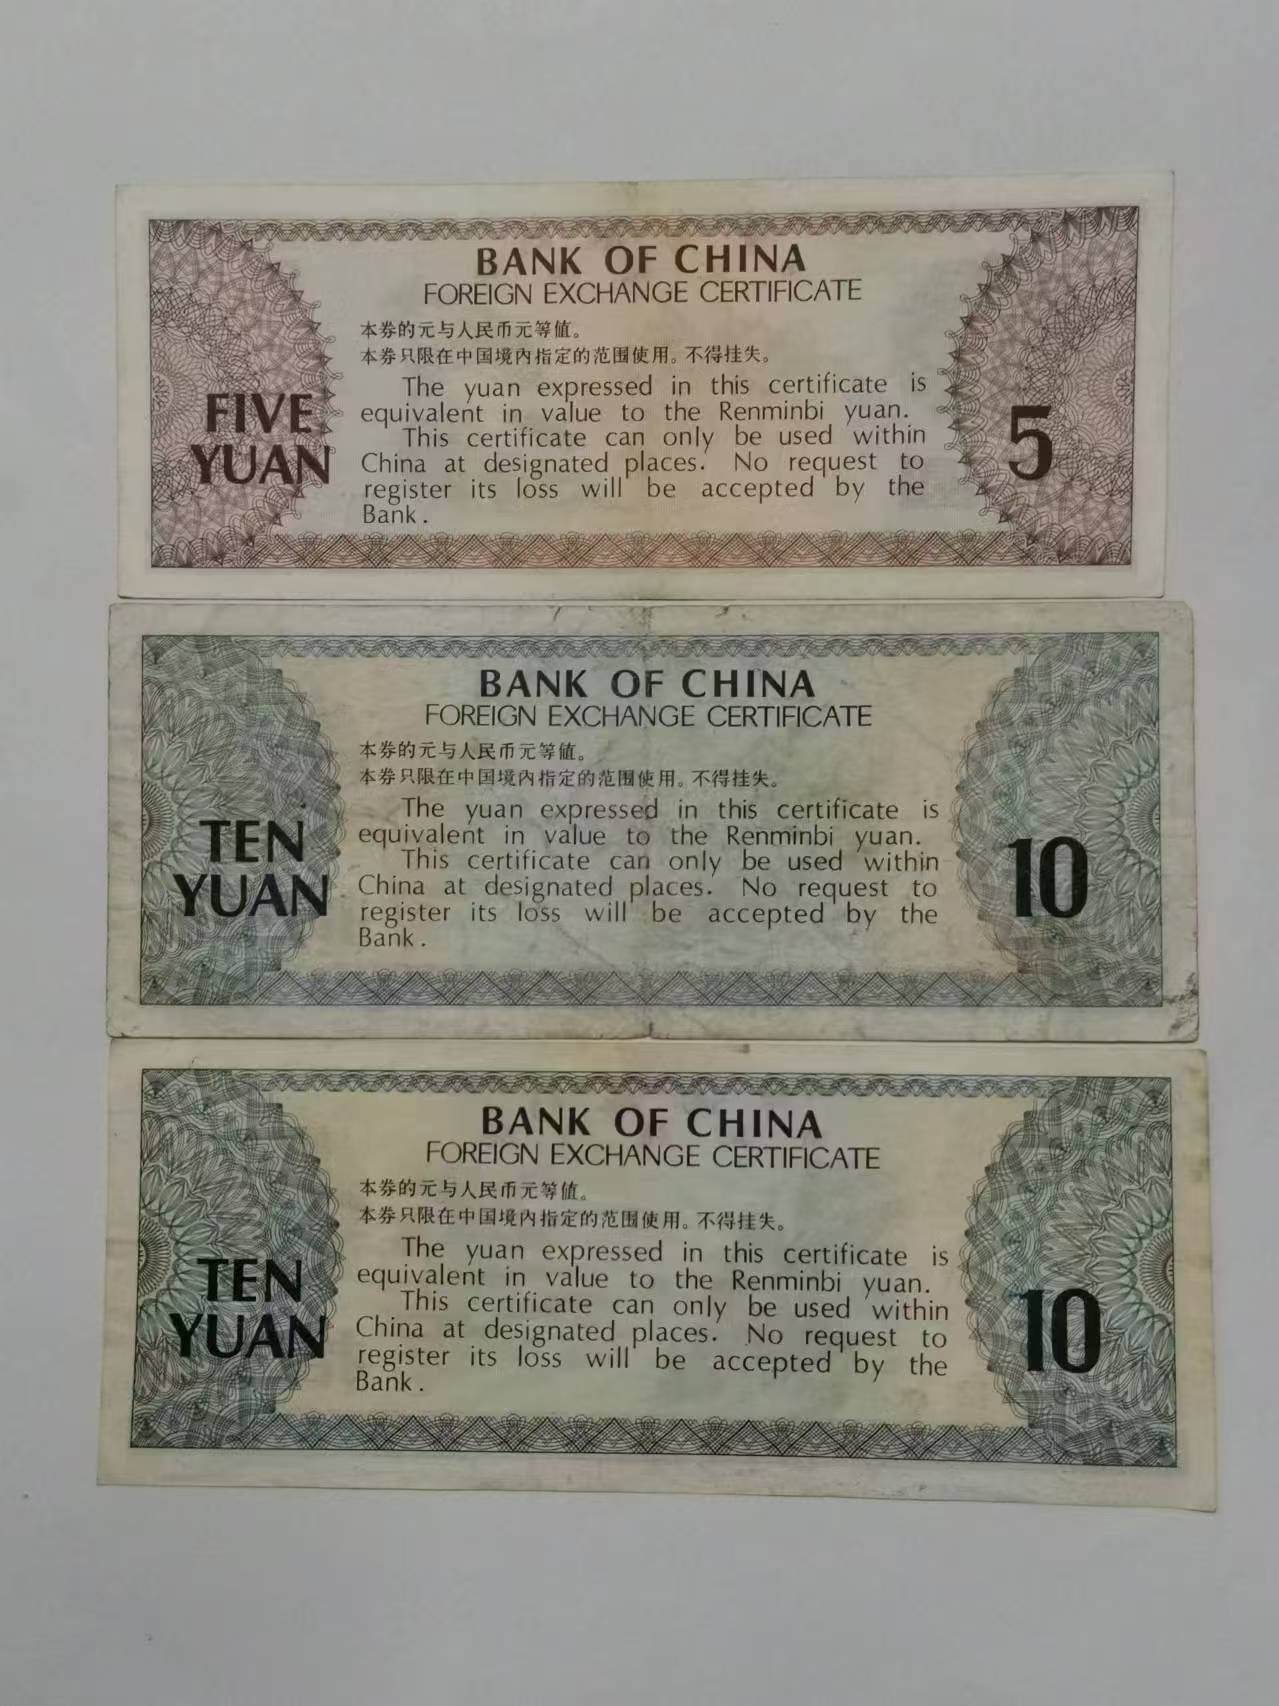 BANK OF CHINA
FOREIGN EXCHANGE CERTIFICATE
本券的元与人民币元等值。
本券只限在中国境内指定的范围使用。不得挂失。
The yuan expressed in this certificate is
equivalent in value to the Renminbi yuan.
This certificate can only be used within
China at designated places. No request to
register its loss will be accepted by the
Bank.
FIVE
YUAN
5
BANK OF CHINA
FOREIGN EXCHANGE CERTIFICATE
本券的元与人民币元等值。
本券只限在中国境内指定的范围使用。不得挂失。
The yuan expressed in this certificate is
equivalent in value to the Renminbi yuan.
This certificate can only be used within
China at designated places. No request to
register its loss will be accepted by the
Bank.
TEN
YUAN
10
BANK OF CHINA
FOREIGN EXCHANGE CERTIFICATE
本券的元与人民币元等值。
本券只限在中国境内指定的范围使用。不得挂失。
The yuan expressed in this certificate is
equivalent in value to the Renminbi yuan.
This certificate can only be used within
China at designated places. No request to
register its loss will be accepted by the
Bank.
TEN
YUAN
10